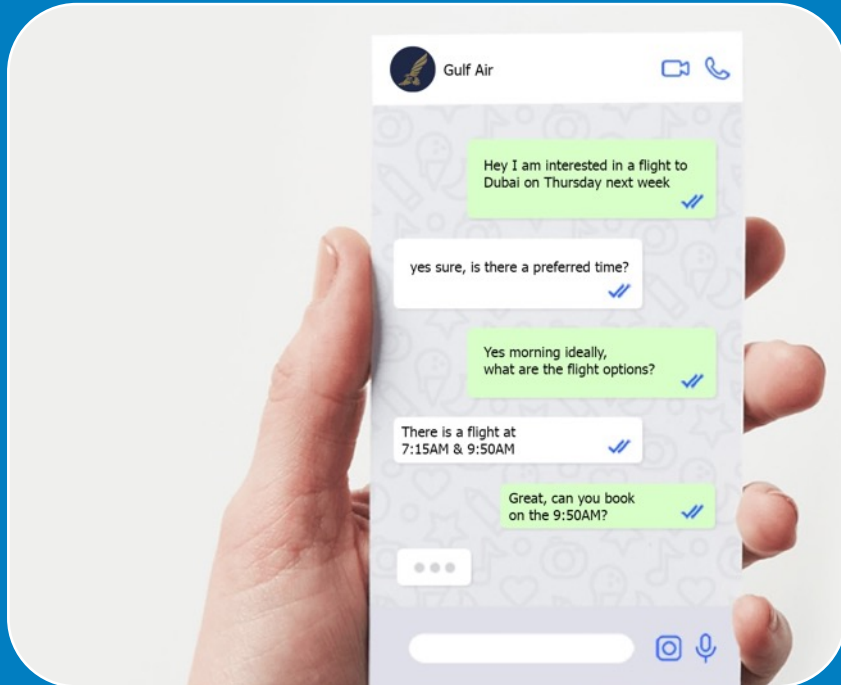 Gulf Air
Hey I am interested in a flight to
Dubai on Thursday next week
yes sure, is there a preferred time?
Yes morning ideally,
what are the flight options?
There is a flight at
7:15AM & 9:50AM
Great, can you book
on the 9:50AM?